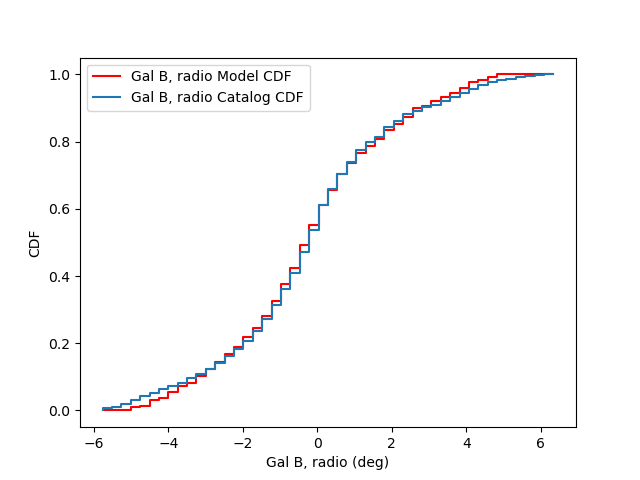 Gal B, radio Model CDF
Gal B, radio Catalog CDF
1.0
0.8
0.6
0.4
0.2
0.0
CDF
−6 −4 −2 0 2 4 6
Gal B, radio (deg)